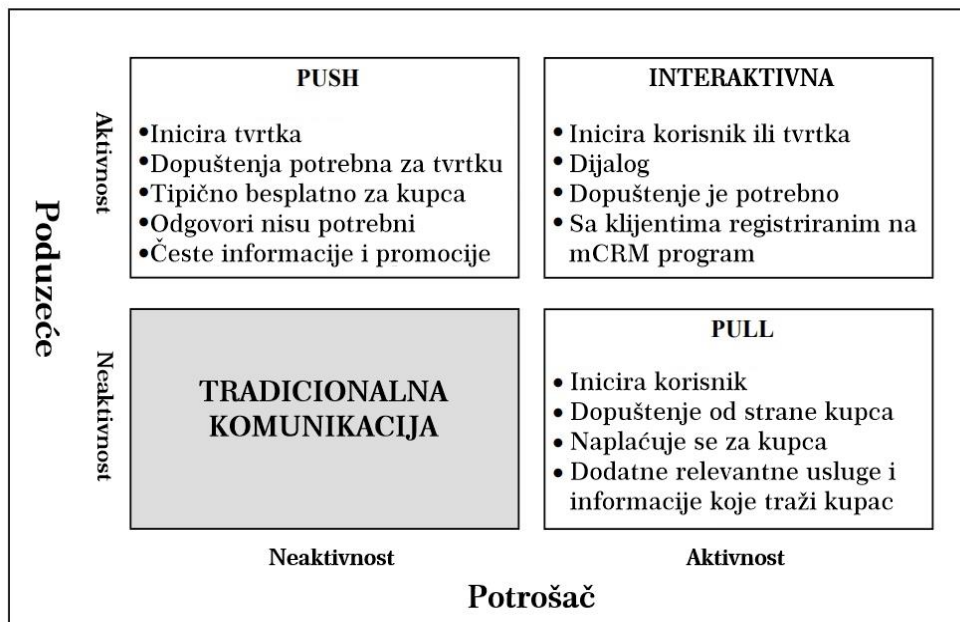 PUSH
•Inicira tvrtka
•Dopuštenja potrebna za tvrtku
•Tipično besplatno za kupca
•Odgovori nisu potrebni
•Česte informacije i promocije
INTERAKTIVNA
• Inicira korisnik ili tvrtka
• Dijalog
• Dopuštenje je potrebno
• Sa klijentima registriranim na
mCRM program
Aktivnost
Poduzeće
Neaktivnost
TRADICIONALNA
KOMUNIKACIJA
PULL
• Inicira korisnik
• Dopuštenje od strane kupca
• Naplaćuje se za kupca
• Dodatne relevantne usluge i
informacije koje traži kupac
Neaktivnost
Aktivnost
Potrošač